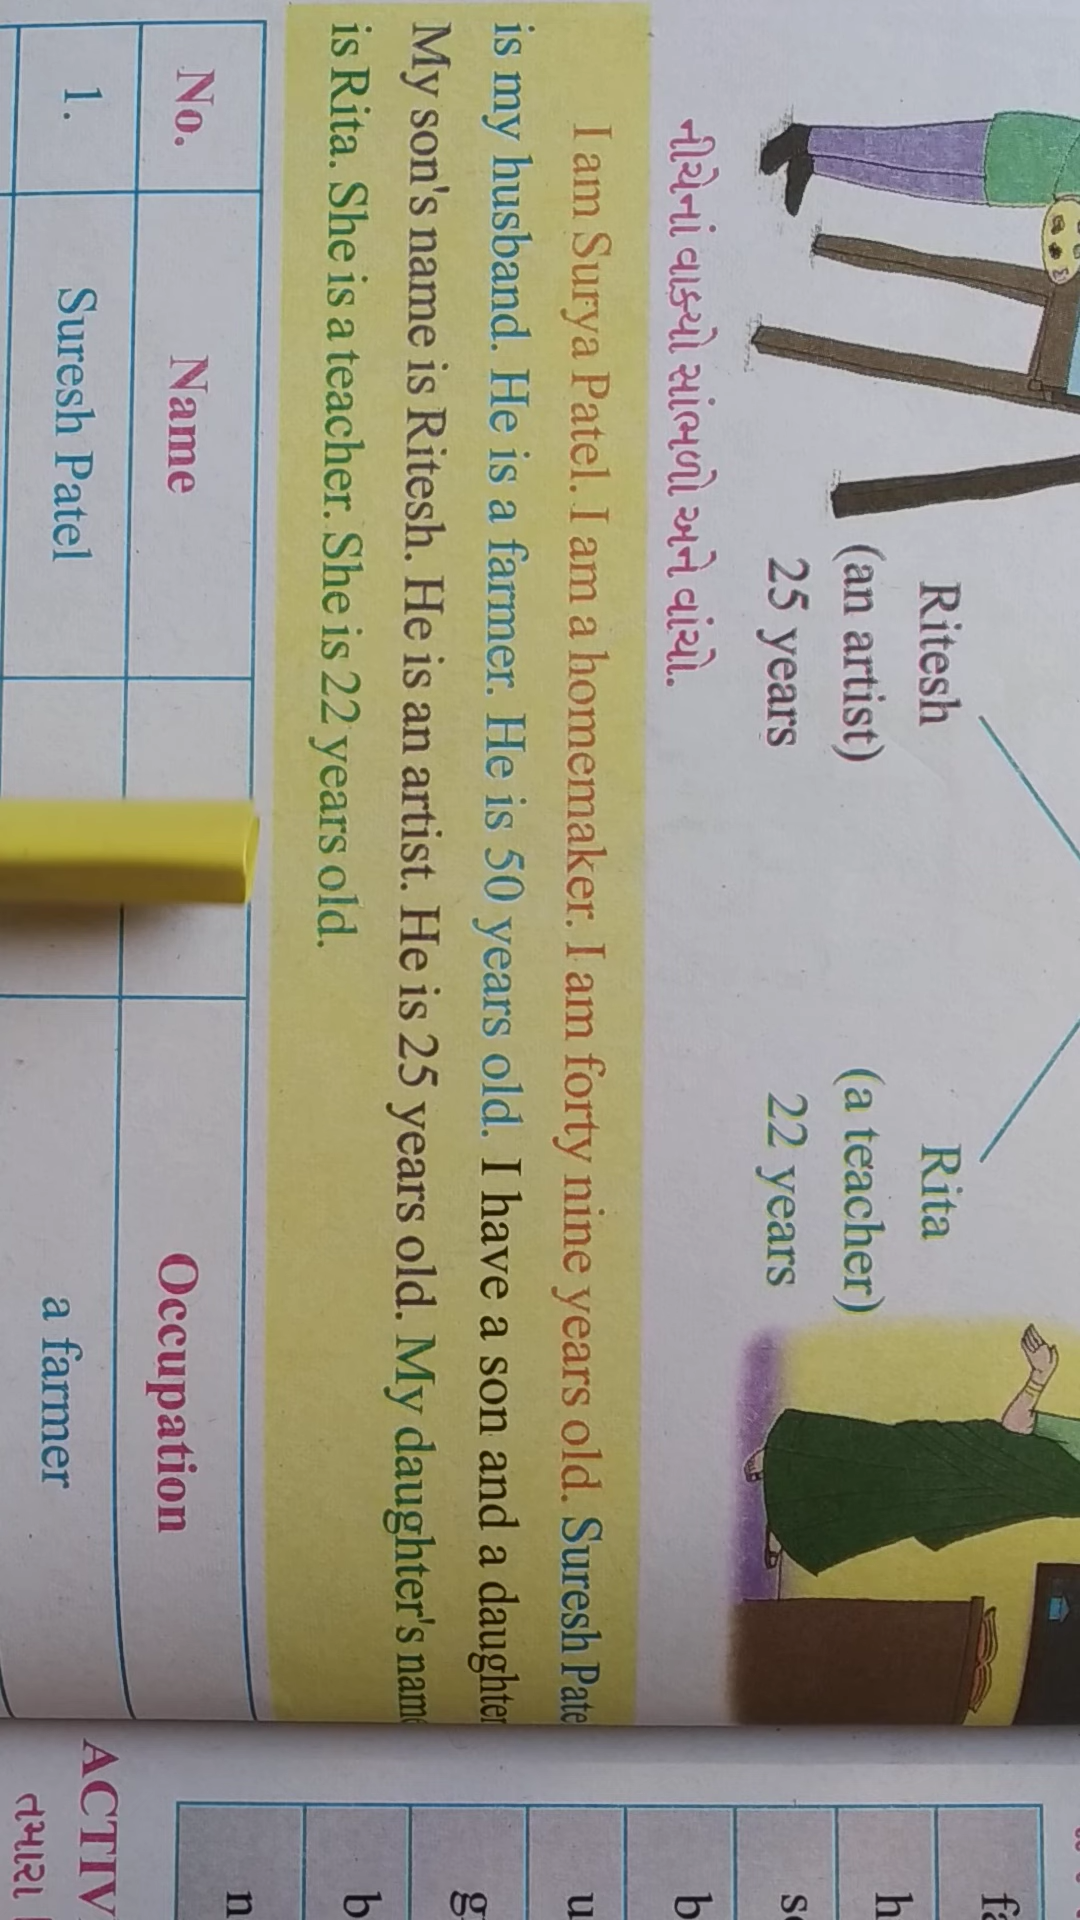 Ritesh
(an artist)
25 years
Rita
(a teacher)
22 years
નીચેનાં વાક્યો સાંભળો અને વાંચો.
I am Surya Patel. I am a homemaker. I am forty nine years old. Suresh Pate
is my husband. He is a farmer. He is 50 years old. I have a son and a daughter
My son's name is Ritesh. He is an artist. He is 25 years old. My daughter's nam
is Rita. She is a teacher. She is 22 years old.
No. Name Occupation
1. Suresh Patel a farmer
ACTIV
તમારા